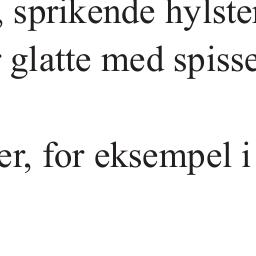 , sprikende hylster
glatte med spisse
er, for eksempel i